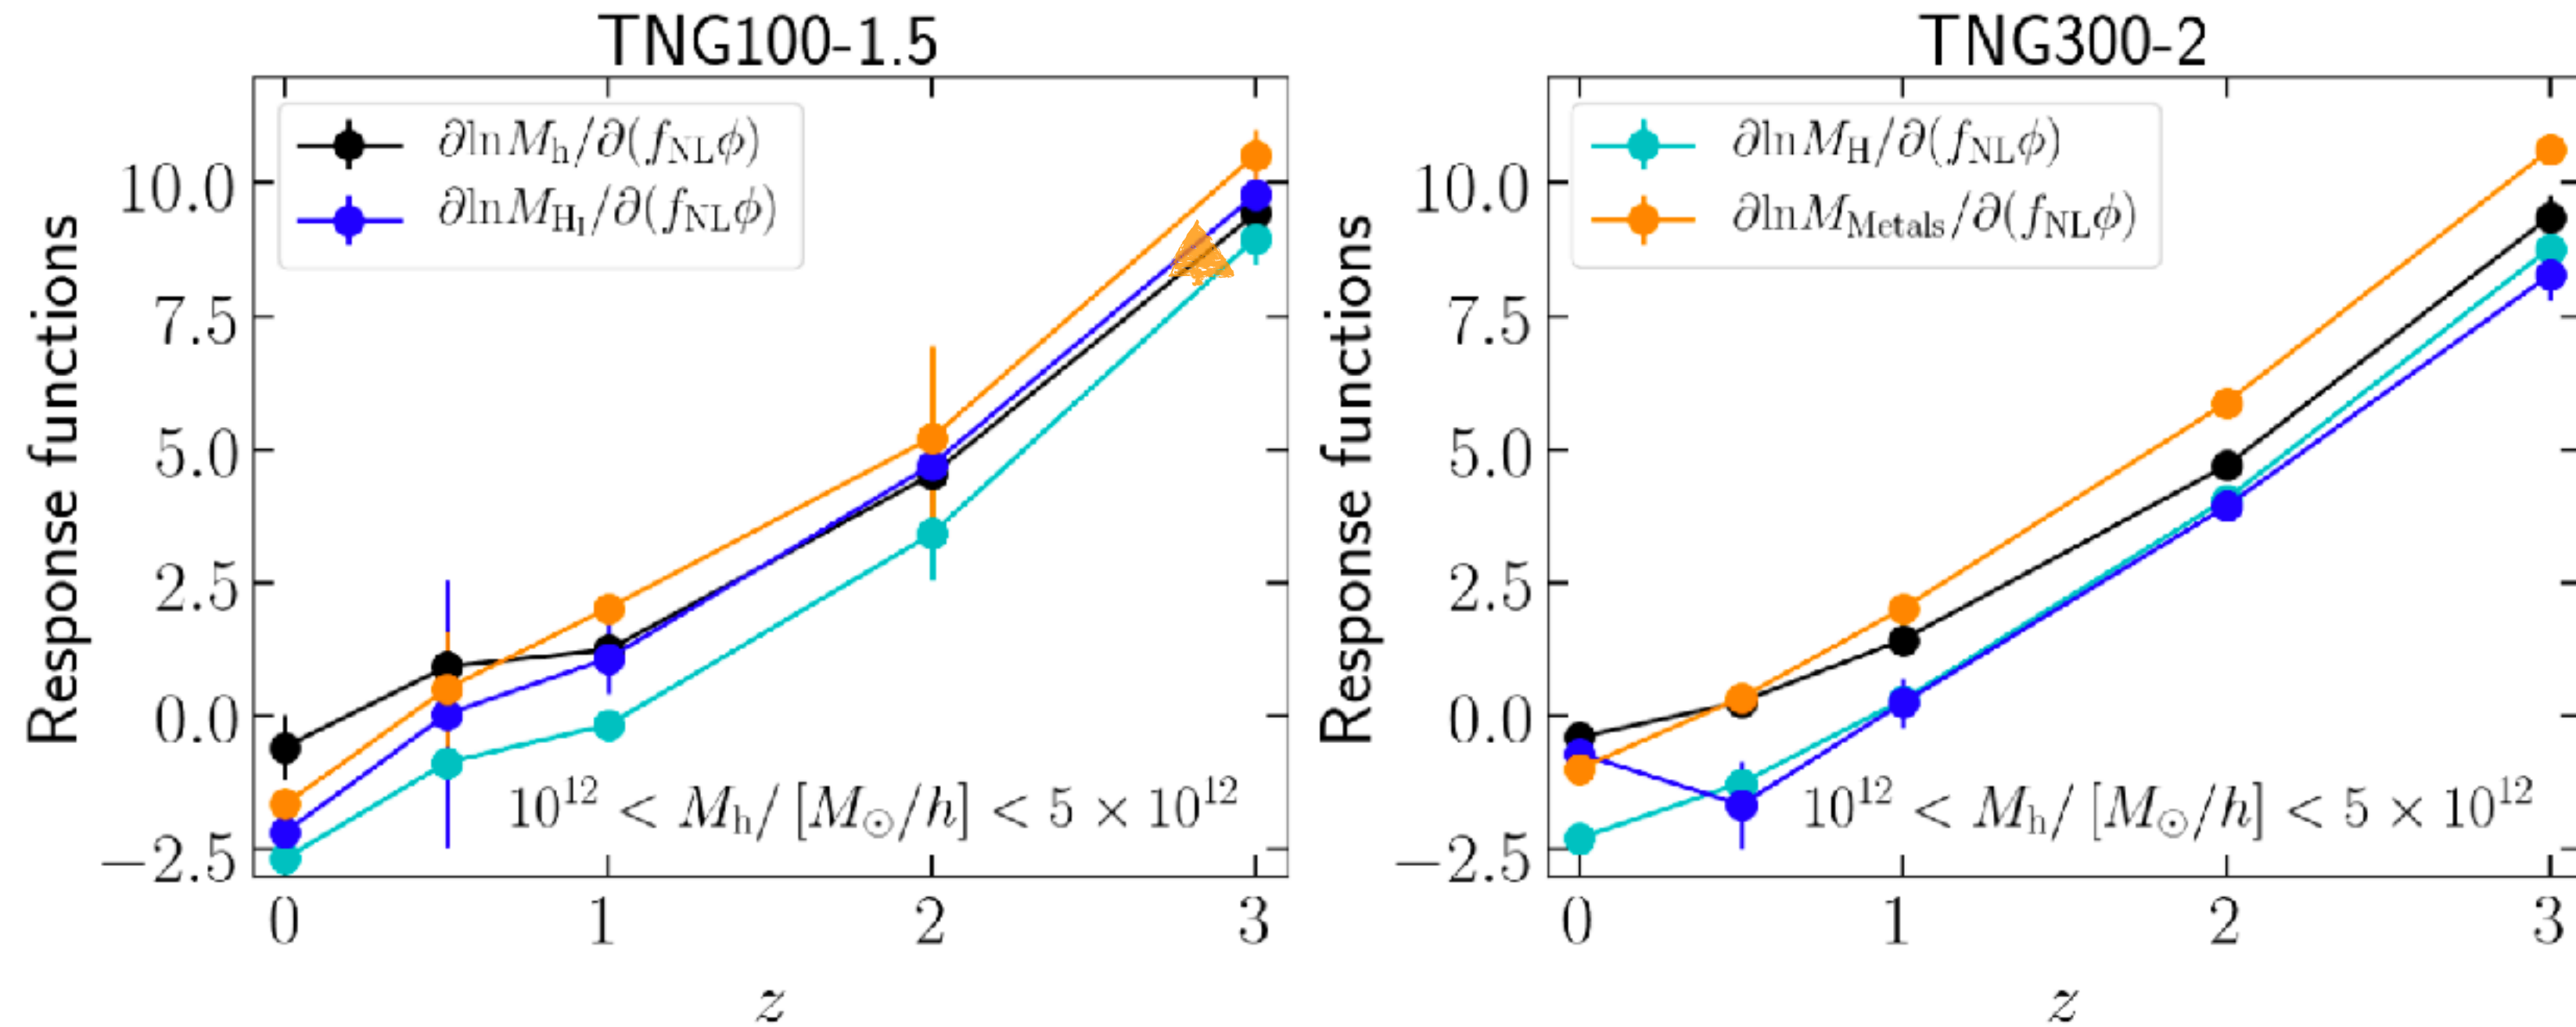 TNG100-1.5
∂lnM_h/∂(f_NLϕ)
∂lnM_{H_I}/∂(f_NLϕ)
10.0
7.5
5.0
2.5
0.0
−2.5
Response functions
10^{12} < M_h/ [M_⊙/h] < 5 × 10^{12}
0 1 2 3
z
TNG300-2
∂lnM_H/∂(f_NLϕ)
∂lnM_Metals/∂(f_NLϕ)
10.0
7.5
5.0
2.5
0.0
−2.5
Response functions
10^{12} < M_h/ [M_⊙/h] < 5 × 10^{12}
0 1 2 3
z